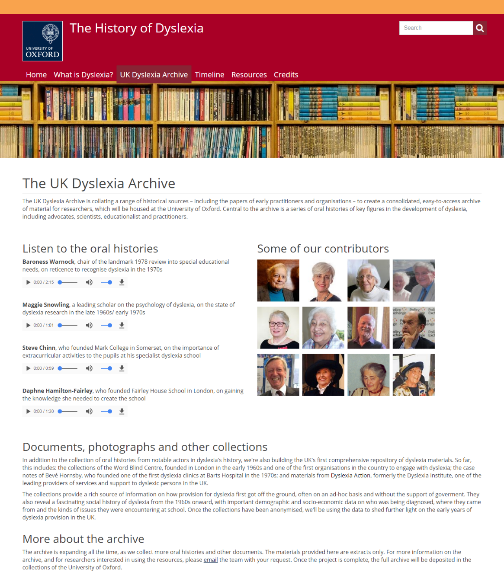 UNIVERSITY OF
OXFORD
The History of Dyslexia
Search
Home What is Dyslexia? UK Dyslexia Archive Timeline Resources Credits
The UK Dyslexia Archive
The UK Dyslexia Archive is collating a range of historical sources – including the papers of early practitioners and organisations – to create a consolidated, easy-to-access archive
of material for researchers, which will be housed at the University of Oxford. Central to the archive is a series of oral histories of key figures in the development of dyslexia,
including advocates, scientists, educationalist and practitioners.
Listen to the oral histories
Baroness Warnock, chair of the landmark 1978 review into special educational
needs, on reticence to recognise dyslexia in the 1970s
0:00 / 2:15
Maggie Snowling, a leading scholar on the psychology of dyslexia, on the state of
dyslexia research in the late 1960s/ early 1970s
0:00 / 1:01
Steve Chinn, who founded Mark College in Somerset, on the importance of
extracurricular activities to the pupils at his specialist dyslexia school
0:00 / 3:09
Daphne Hamilton-Fairley, who founded Fairley House School in London, on gaining
the knowledge she needed to create the school
0:00 / 1:30
Some of our contributors
Documents, photographs and other collections
In addition to the collection of oral histories from notable actors in dyslexia's history, we're also building the UK's first comprehensive repository of dyslexia materials. So far,
this includes: the collections of the Word Blind Centre, founded in London in the early 1960s and one of the first organisations in the country to engage with dyslexia, the case
notes of Bevé Hornsby, who founded one of the first dyslexia clinics at Barts Hospital in the 1970s; and materials from Dyslexia Action, formerly the Dyslexia Institute, one of the
leading providers of services and support to dyslexic persons in the UK.
The collections provide a rich source of information on how provision for dyslexia first got off the ground, often on an ad hoc basis and without the support of goverment. They
also reveal a fascinating social history of dyslexia from the 1960s onward, with important demographic and socio-economic data on who was being diagnosed, where they came
from and the kinds of issues they were encountering at school. Once the collections have been anonymised, we'll be using the data to shed further light on the early years of
dyslexia provision in the UK.
More about the archive
The archive is expanding all the time, as we collect more oral histories and other documents. The materials provided here are extracts only. For more information on the
archive, and for researchers interested in using the resources, please email the team with your request. Once the project is complete, the full archive will be deposited in the
collections of the University of Oxford.